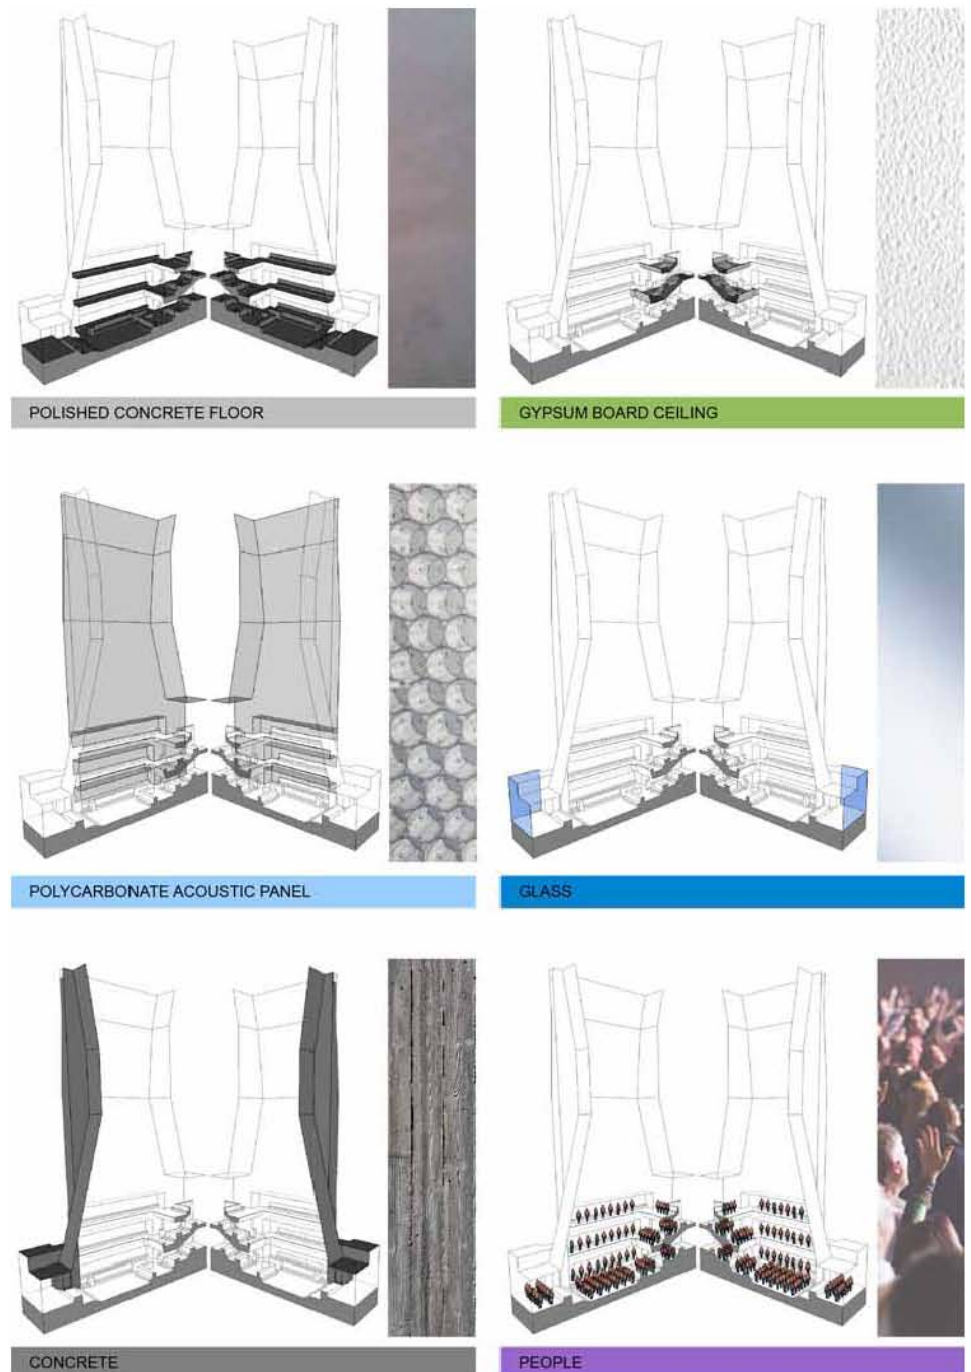 POLISHED CONCRETE FLOOR
GYPSUM BOARD CEILING
POLYCARBONATE ACOUSTIC PANEL
GLASS
CONCRETE
PEOPLE